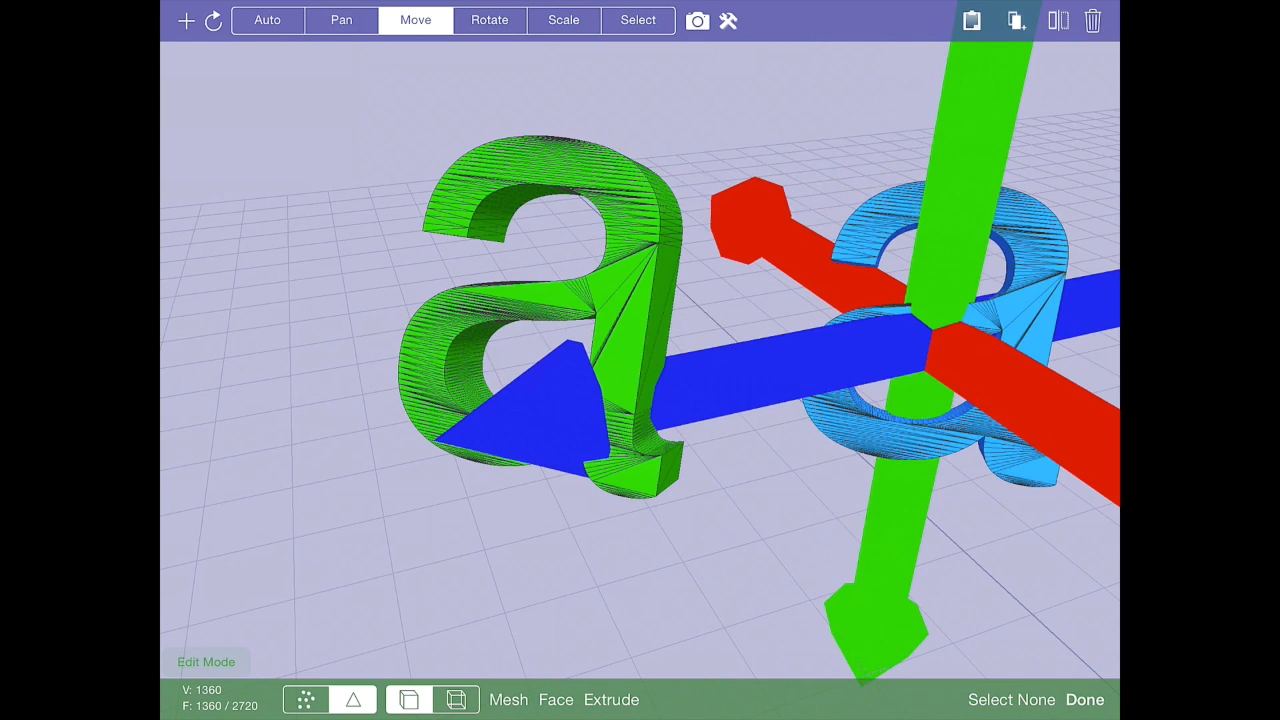 Auto Pan Move Rotate Scale Select
a a
Edit Mode
V: 1360
F: 1360 / 2720
Mesh Face Extrude Select None Done